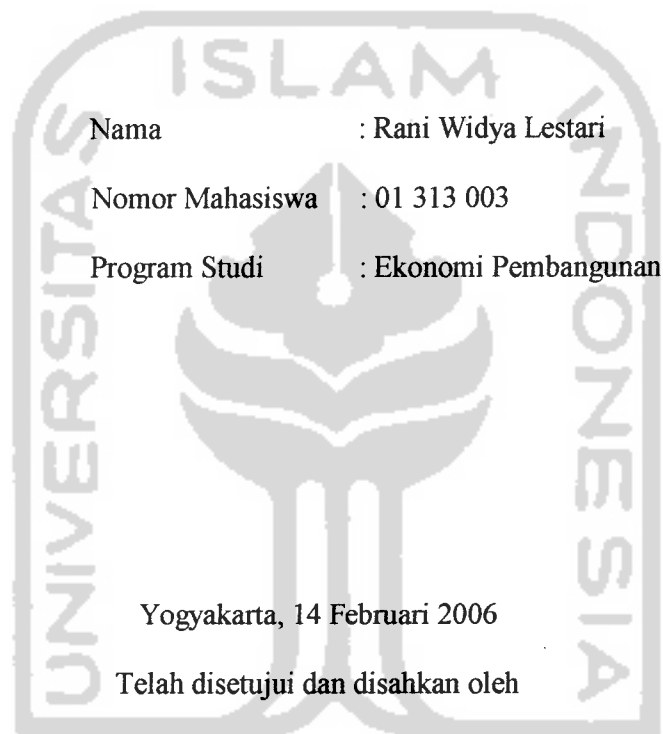 UNIVERSITAS ISLAM INDONESIA
Nama : Rani Widya Lestari
Nomor Mahasiswa : 01 313 003
Program Studi : Ekonomi Pembangunan
Yogyakarta, 14 Februari 2006
Telah disetujui dan disahkan oleh